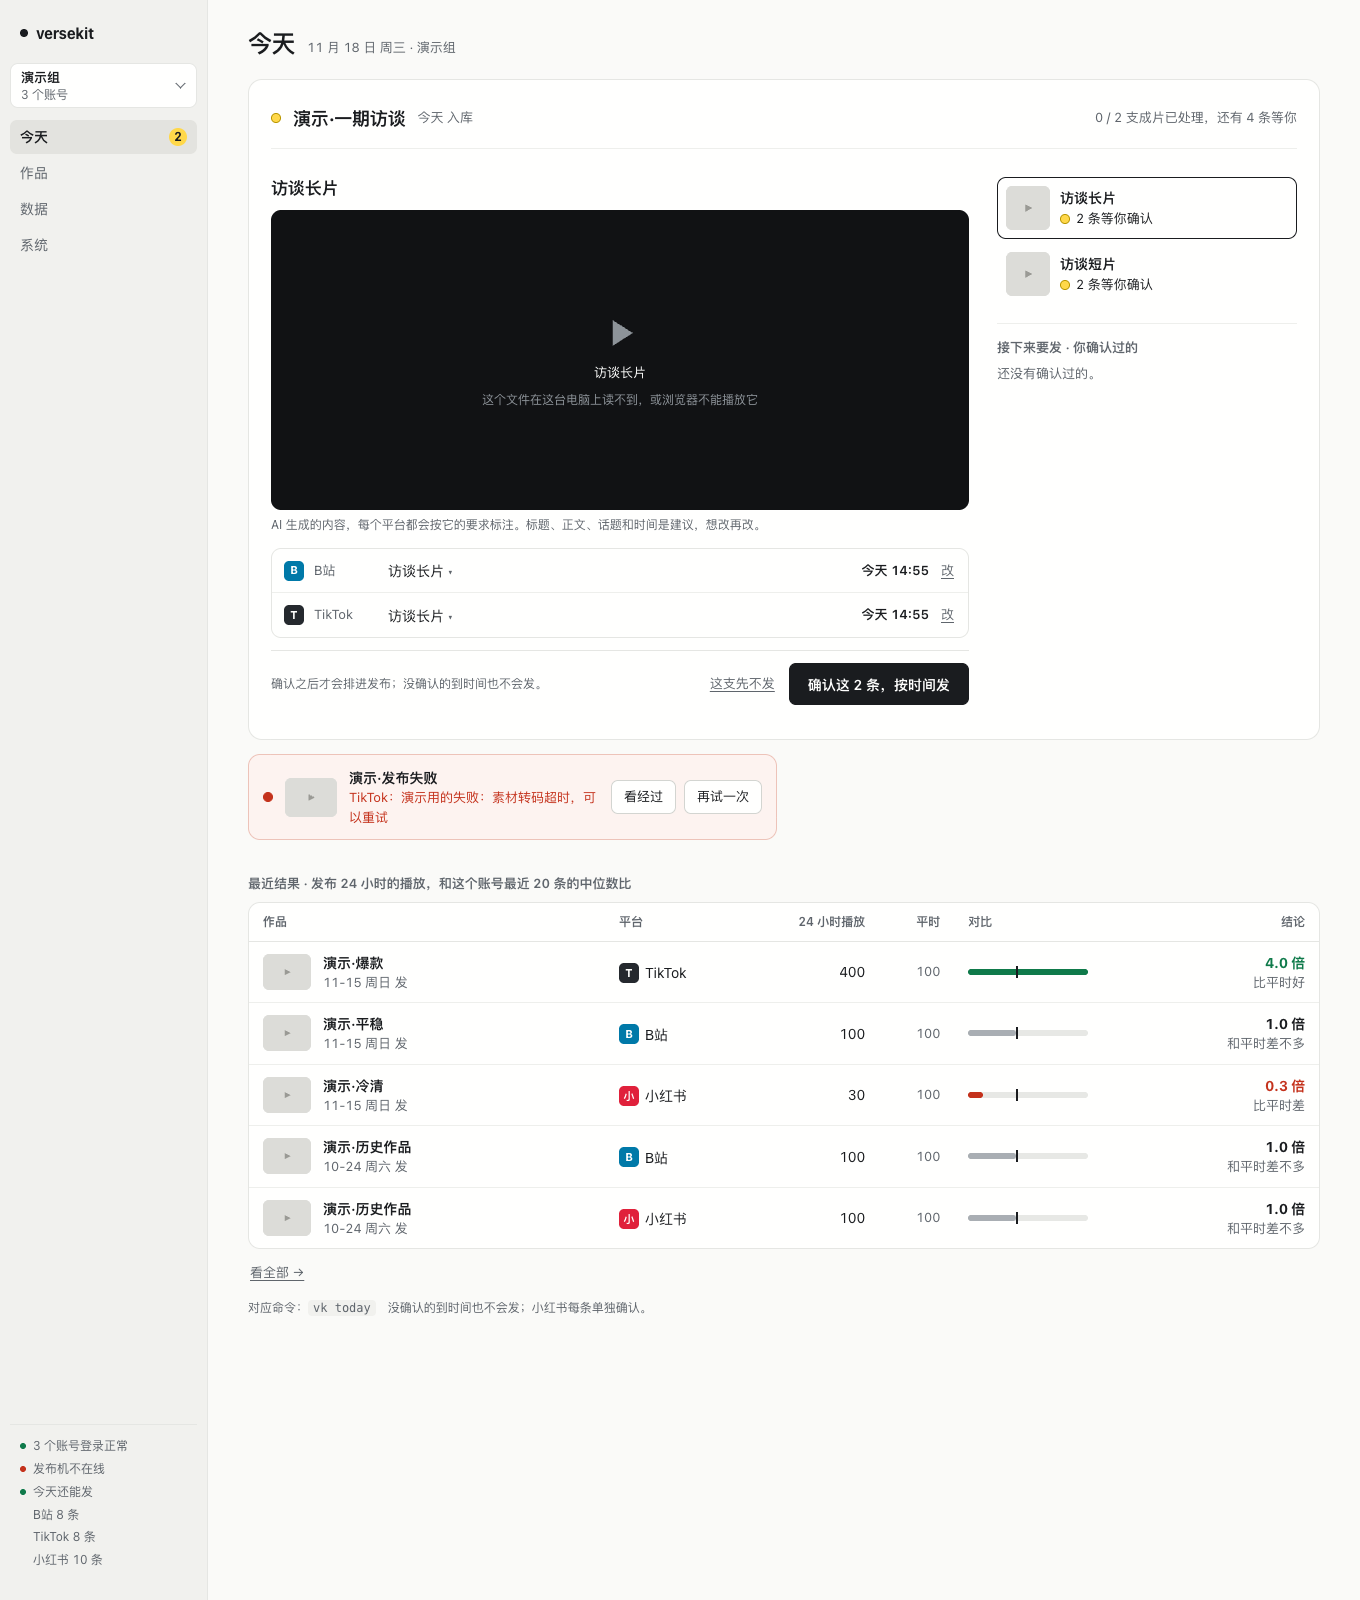 versekit
演示组
3 个账号
今天 2
作品
数据
系统
3 个账号登录正常
发布机不在线
今天还能发
B站 8 条
TikTok 8 条
小红书 10 条
今天 11 月 18 日 周三 · 演示组
演示·一期访谈 今天 入库 0 / 2 支成片已处理，还有 4 条等你
访谈长片
访谈长片
这个文件在这台电脑上读不到，或浏览器不能播放它
AI 生成的内容，每个平台都会按它的要求标注。标题、正文、话题和时间是建议，想改再改。
B B站 访谈长片 今天 14:55 改
T TikTok 访谈长片 今天 14:55 改
确认之后才会排进发布；没确认的到时间也不会发。 这支先不发 确认这 2 条，按时间发
访谈长片
2 条等你确认
访谈短片
2 条等你确认
接下来要发 · 你确认过的
还没有确认过的。
演示·发布失败
TikTok：演示用的失败：素材转码超时，可
以重试
看经过 再试一次
最近结果 · 发布 24 小时的播放，和这个账号最近 20 条的中位数比
作品 平台 24 小时播放 平时 对比 结论
演示·爆款
11-15 周日 发
T TikTok 400 100
4.0 倍
比平时好
演示·平稳
11-15 周日 发
B B站 100 100
1.0 倍
和平时差不多
演示·冷清
11-15 周日 发
小 小红书 30 100
0.3 倍
比平时差
演示·历史作品
10-24 周六 发
B B站 100 100
1.0 倍
和平时差不多
演示·历史作品
10-24 周六 发
小 小红书 100 100
1.0 倍
和平时差不多
看全部 →
对应命令： vk today 没确认的到时间也不会发；小红书每条单独确认。